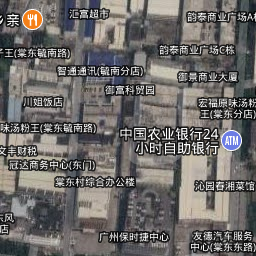 汇富超市
韵泰商业广场A栋
乡亲
子王(棠东毓南路)
韵泰商业广场C栋
智通通讯(毓南分店)
御景商业大厦
御富科贸园
川姐饭店
宏福原味汤粉
(棠东分店)
味汤粉王(棠东毓南路)
中国农业银行24
小时自助银行
ATM
文丰财税
冠达商务中心(东门)
棠东村综合办公楼
沁园春湘菜馆
东风
店
广州保时捷中心
友德汽车服务
中心(棠东东路)